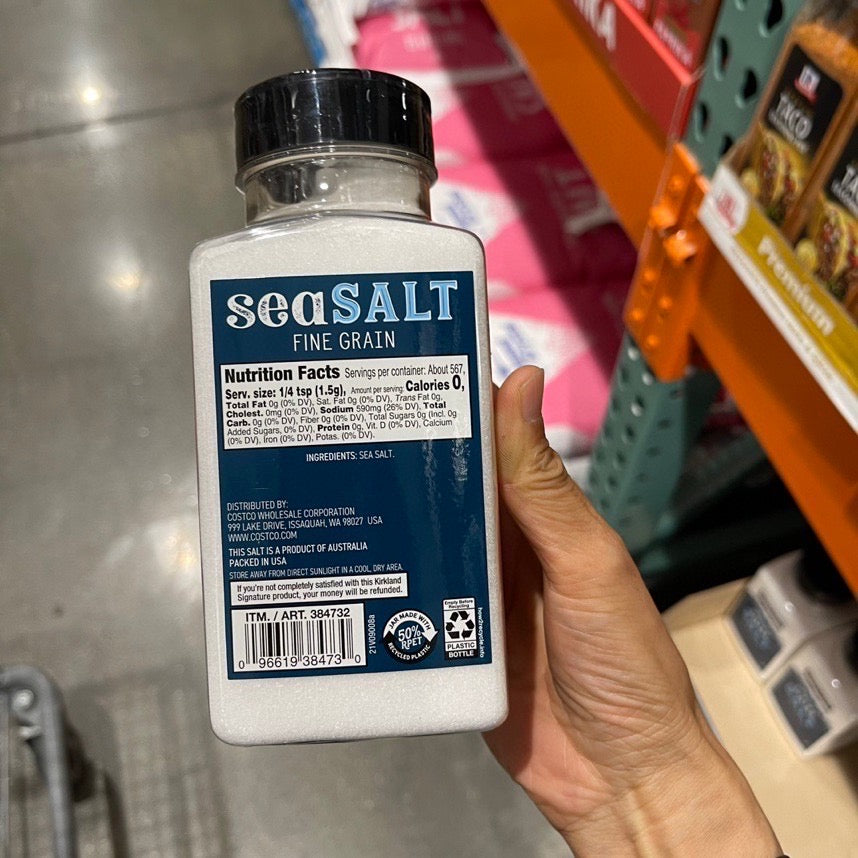 seaSALT
FINE GRAIN
Nutrition Facts Servings per container: About 567,
Serv. size: 1/4 tsp (1.5g), Amount per serving: Calories 0,
Total Fat 0g (0% DV), Sat. Fat 0g (0% DV), Trans Fat 0g,
Cholest. 0mg (0% DV), Sodium 590mg (26% DV), Total
Carb. 0g (0% DV), Fiber 0g (0% DV), Total Sugars 0g (Incl. 0g
Added Sugars, 0% DV), Protein 0g, Vit. D (0% DV), Calcium
(0% DV), Iron (0% DV), Potas. (0% DV).
INGREDIENTS: SEA SALT.
DISTRIBUTED BY:
COSTCO WHOLESALE CORPORATION
999 LAKE DRIVE, ISSAQUAH, WA 98027 USA
WWW.COSTCO.COM
THIS SALT IS A PRODUCT OF AUSTRALIA
PACKED IN USA
STORE AWAY FROM DIRECT SUNLIGHT IN A COOL, DRY AREA.
If you're not completely satisfied with this Kirkland
Signature product, your money will be refunded.
ITM. / ART. 384732
0 96619 38473 0
21V09008a
JAR MADE WITH
50%
RPET
RECYCLED PLASTIC
Empty Before
Recycling
PLASTIC
BOTTLE
how2recycle.info
TACO
Premium